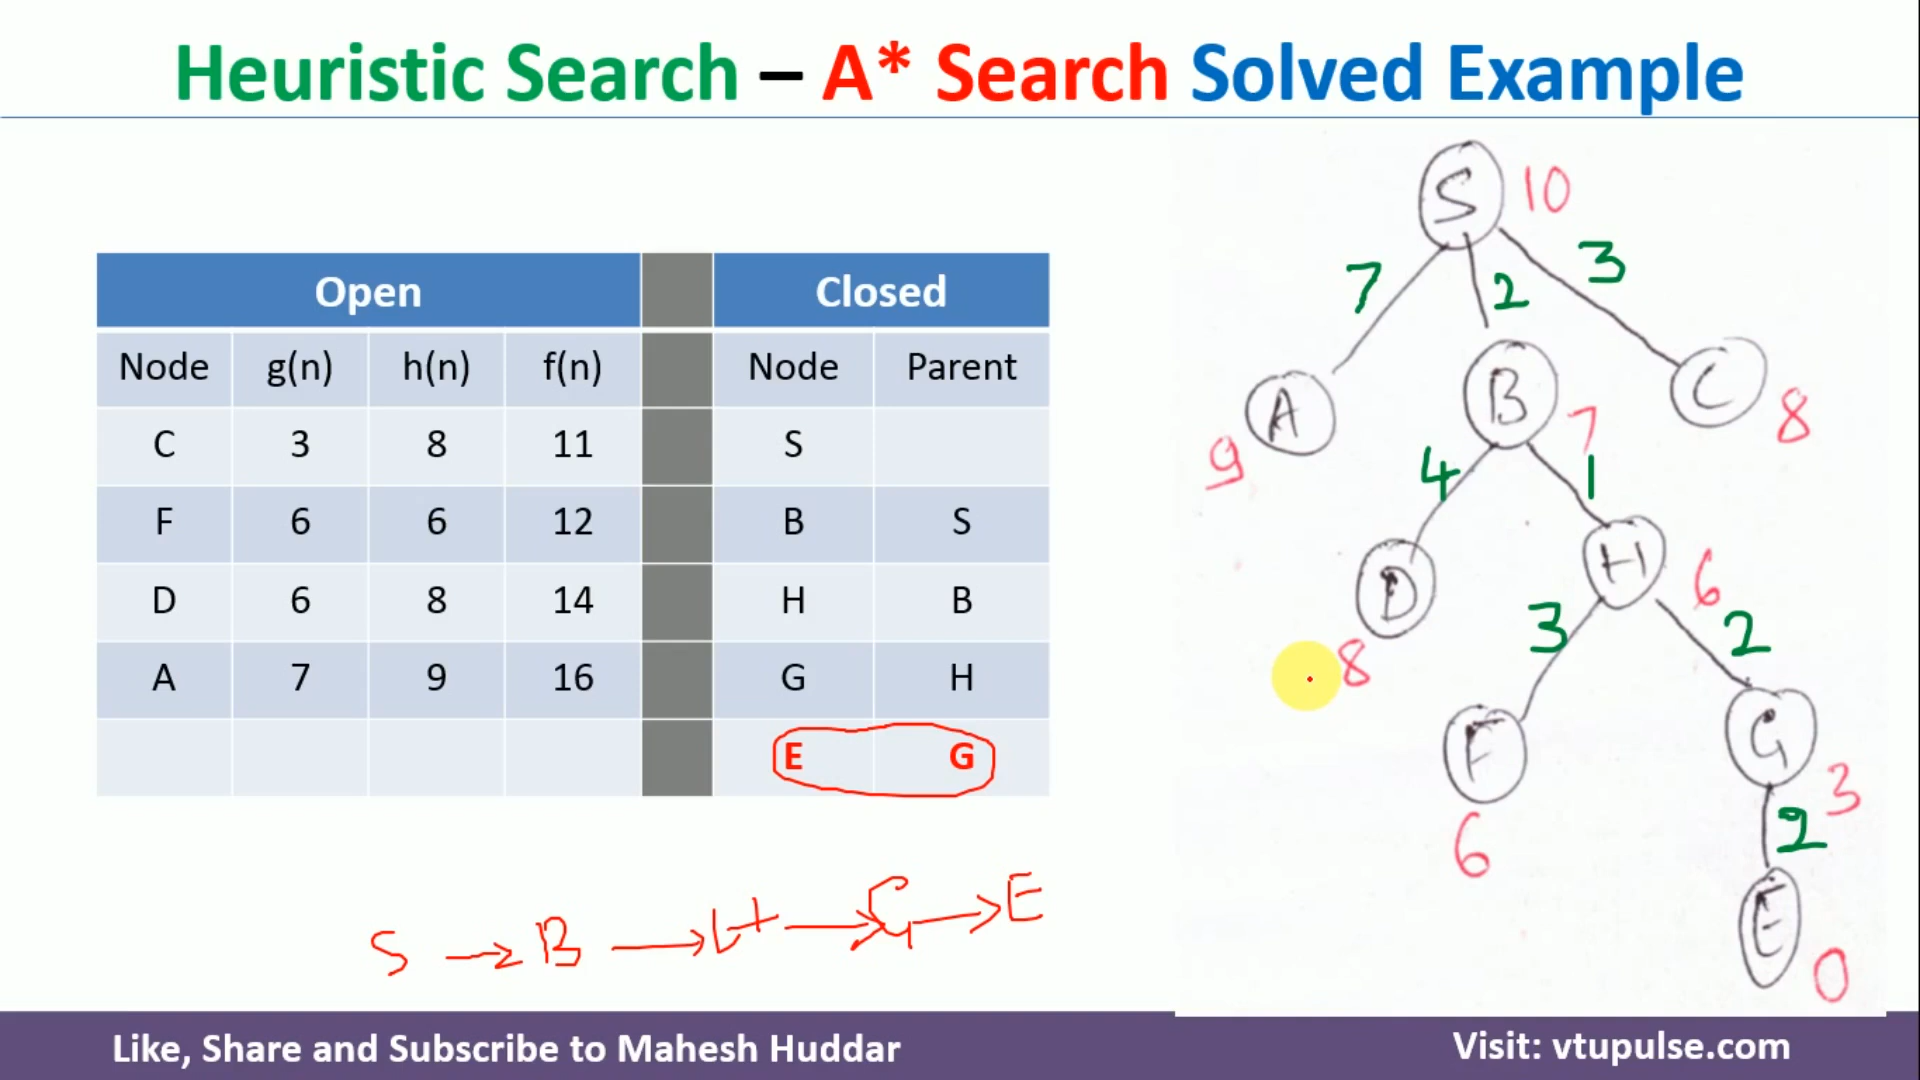 Heuristic Search – A* Search Solved Example
Open Closed
Node g(n) h(n) f(n) Node Parent
C 3 8 11 S
F 6 6 12 B S
D 6 8 14 H B
A 7 9 16 G H
E G
S → B → H → G → E
S 10
7 2 3
A 9 B 7 C 8
4 1
D 8 H 6
3 2
F 6 G 3
2
E 0
Like, Share and Subscribe to Mahesh Huddar
Visit: vtupulse.com